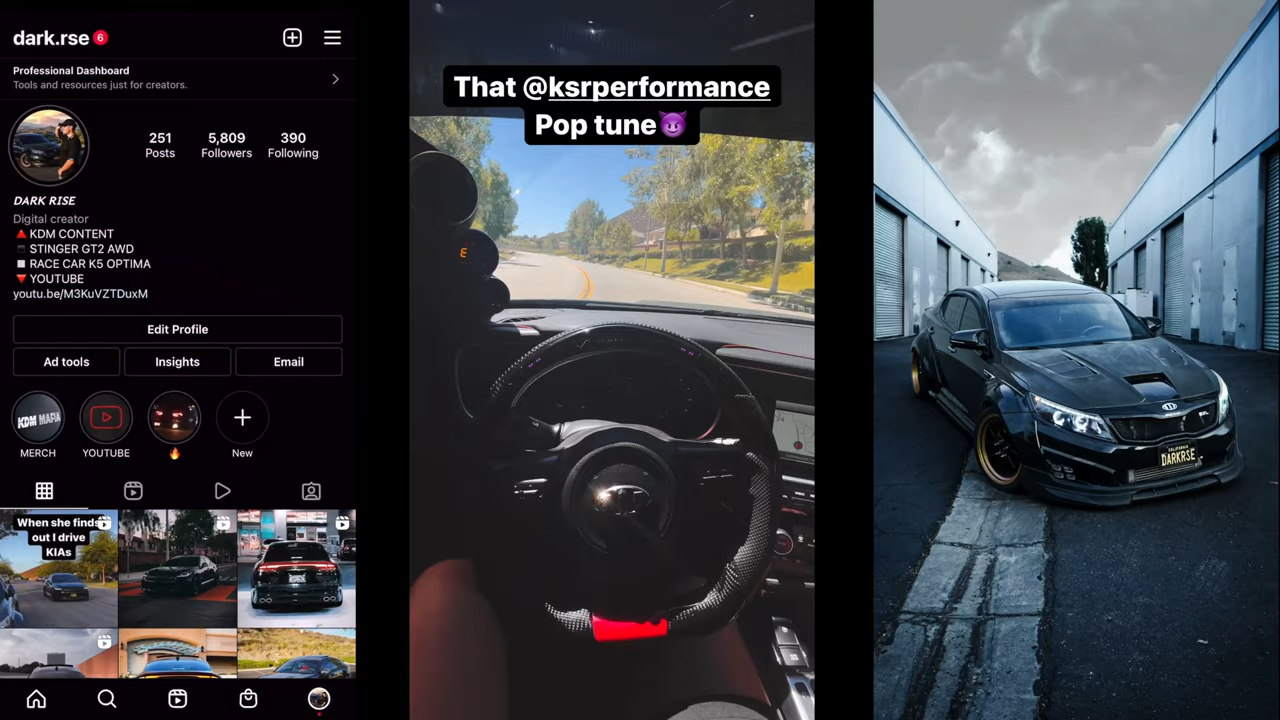 dark.rse 6
Professional Dashboard
Tools and resources just for creators.
251
Posts
5,809
Followers
390
Following
DARK RISE
Digital creator
🔺 KDM CONTENT
◾ STINGER GT2 AWD
◽ RACE CAR K5 OPTIMA
🔻 YOUTUBE
youtu.be/M3KuVZTDuxM
Edit Profile
Ad tools
Insights
Email
KDM MAFIA
MERCH
YOUTUBE
🔥
New
When she finds
out I drive
KIAs
That @ksrperformance
Pop tune😈
E
CALIFORNIA
DARKRSE